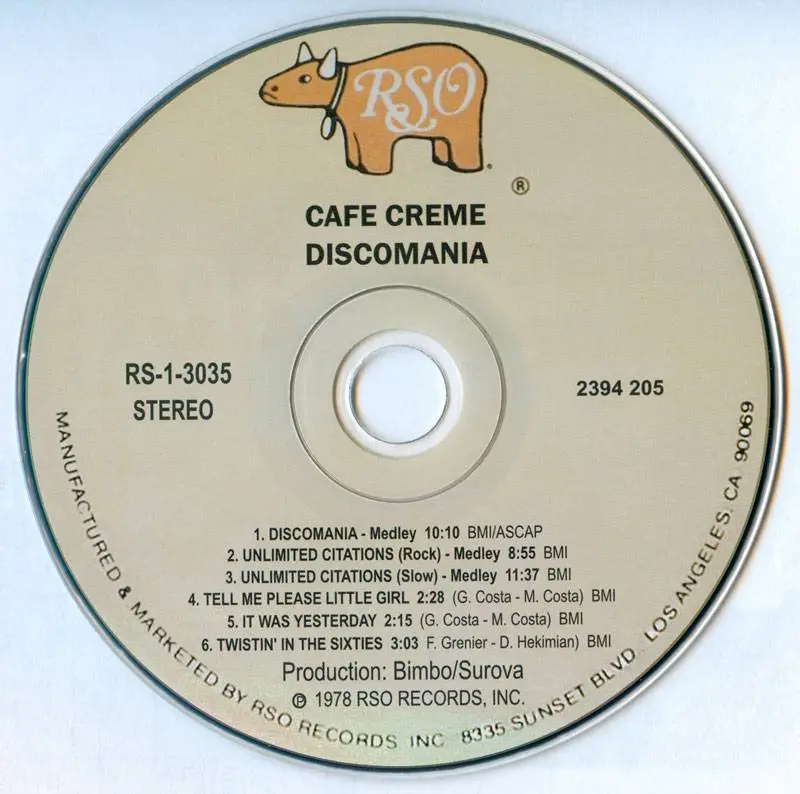 RSO
®
CAFE CREME
DISCOMANIA
RS-1-3035
STEREO
2394 205
1. DISCOMANIA - Medley 10:10 BMI/ASCAP
2. UNLIMITED CITATIONS (Rock) - Medley 8:55 BMI
3. UNLIMITED CITATIONS (Slow) - Medley 11:37 BMI
4. TELL ME PLEASE LITTLE GIRL 2:28 (G. Costa - M. Costa) BMI
5. IT WAS YESTERDAY 2:15 (G. Costa - M. Costa) BMI
6. TWISTIN' IN THE SIXTIES 3:03 F. Grenier - D. Hekimian) BMI
Production: Bimbo/Surova
℗ 1978 RSO RECORDS, INC.
MANUFACTURED & MARKETED BY RSO RECORDS INC 8335 SUNSET BLVD. LOS ANGELES. CA 90069